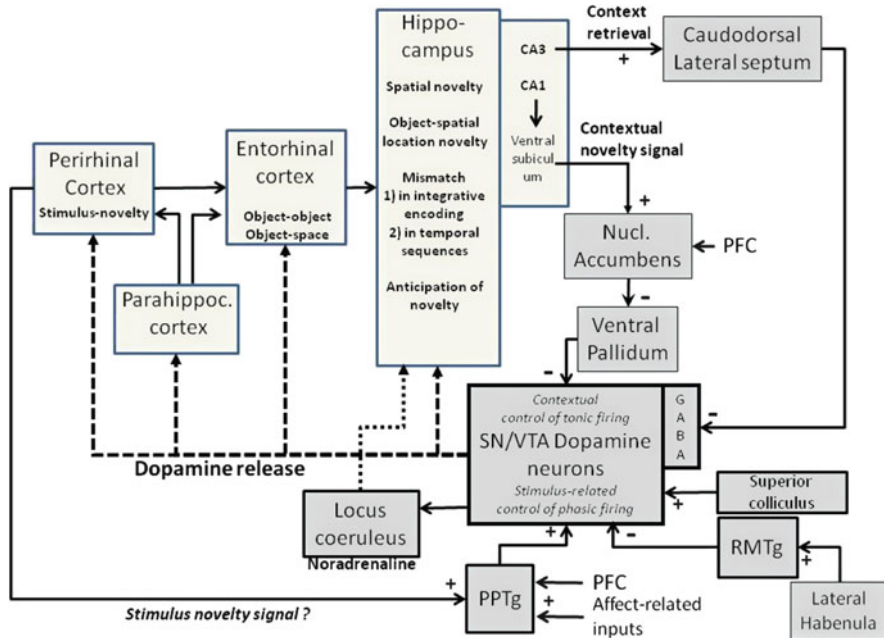 Hippo-
campus
Spatial novelty
Object-spatial
location novelty
Mismatch
1) in integrative
encoding
2) in temporal
sequences
Anticipation of
novelty
CA3
CA1
Ventral
subicul
um
Context
retrieval
+
Caudodorsal
Lateral septum
Contextual
novelty signal
+
Perirhinal
Cortex
Stimulus-novelty
Entorhinal
cortex
Object-object
Object-space
Parahippoc.
cortex
Nucl.
Accumbens
PFC
-
Ventral
Pallidum
-
Contextual
control of tonic firing
SN/VTA Dopamine
neurons
Stimulus-related
control of phasic firing
G
A
B
A
-
Dopamine release
Locus
coeruleus
Noradrenaline
+
Superior
colliculus
+
-
RMTg
+
Lateral
Habenula
+
PPTg
PFC
+
Affect-related
inputs
Stimulus novelty signal ?